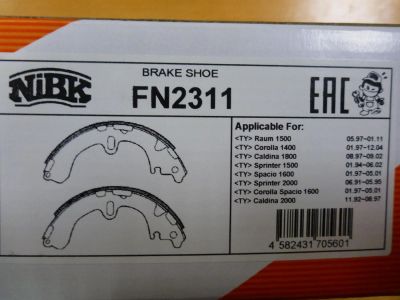 NiBK
BRAKE SHOE
FN2311
EAC
Applicable For:
<TY> Raum 1500 05.97-01.11
<TY> Corolla 1400 01.97-12.04
<TY> Caldina 1800 08.97-09.02
<TY> Sprinter 1500 01.94-06.02
<TY> Spacio 1600 01.97-05.01
<TY> Sprinter 2000 06.91-05.95
<TY> Corolla Spacio 1600 01.97-05.01
<TY> Caldina 2000 11.92-08.97
4 582431 705601